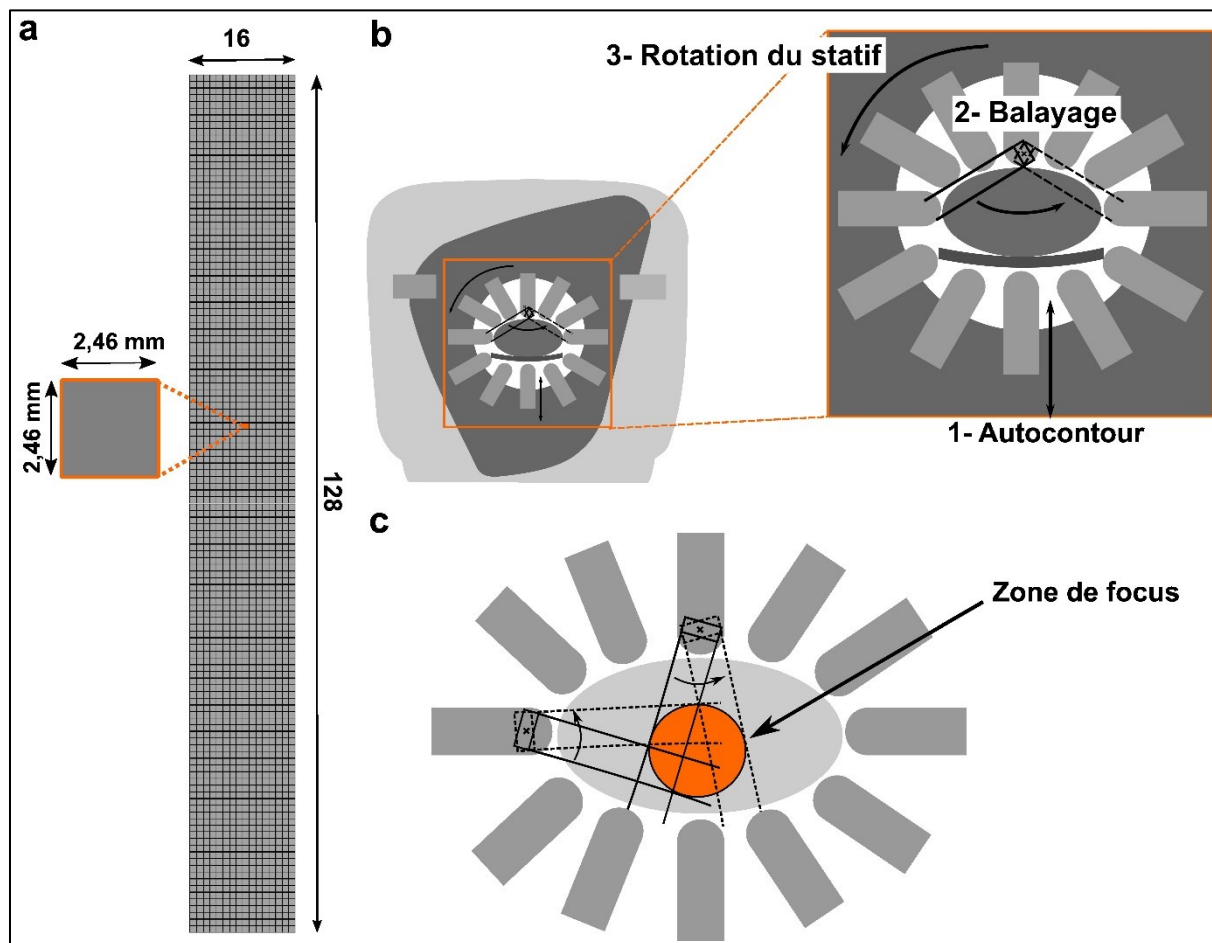 a
16
2,46 mm
2,46 mm
128
b
3- Rotation du statif
2- Balayage
1- Autocontour
c
Zone de focus